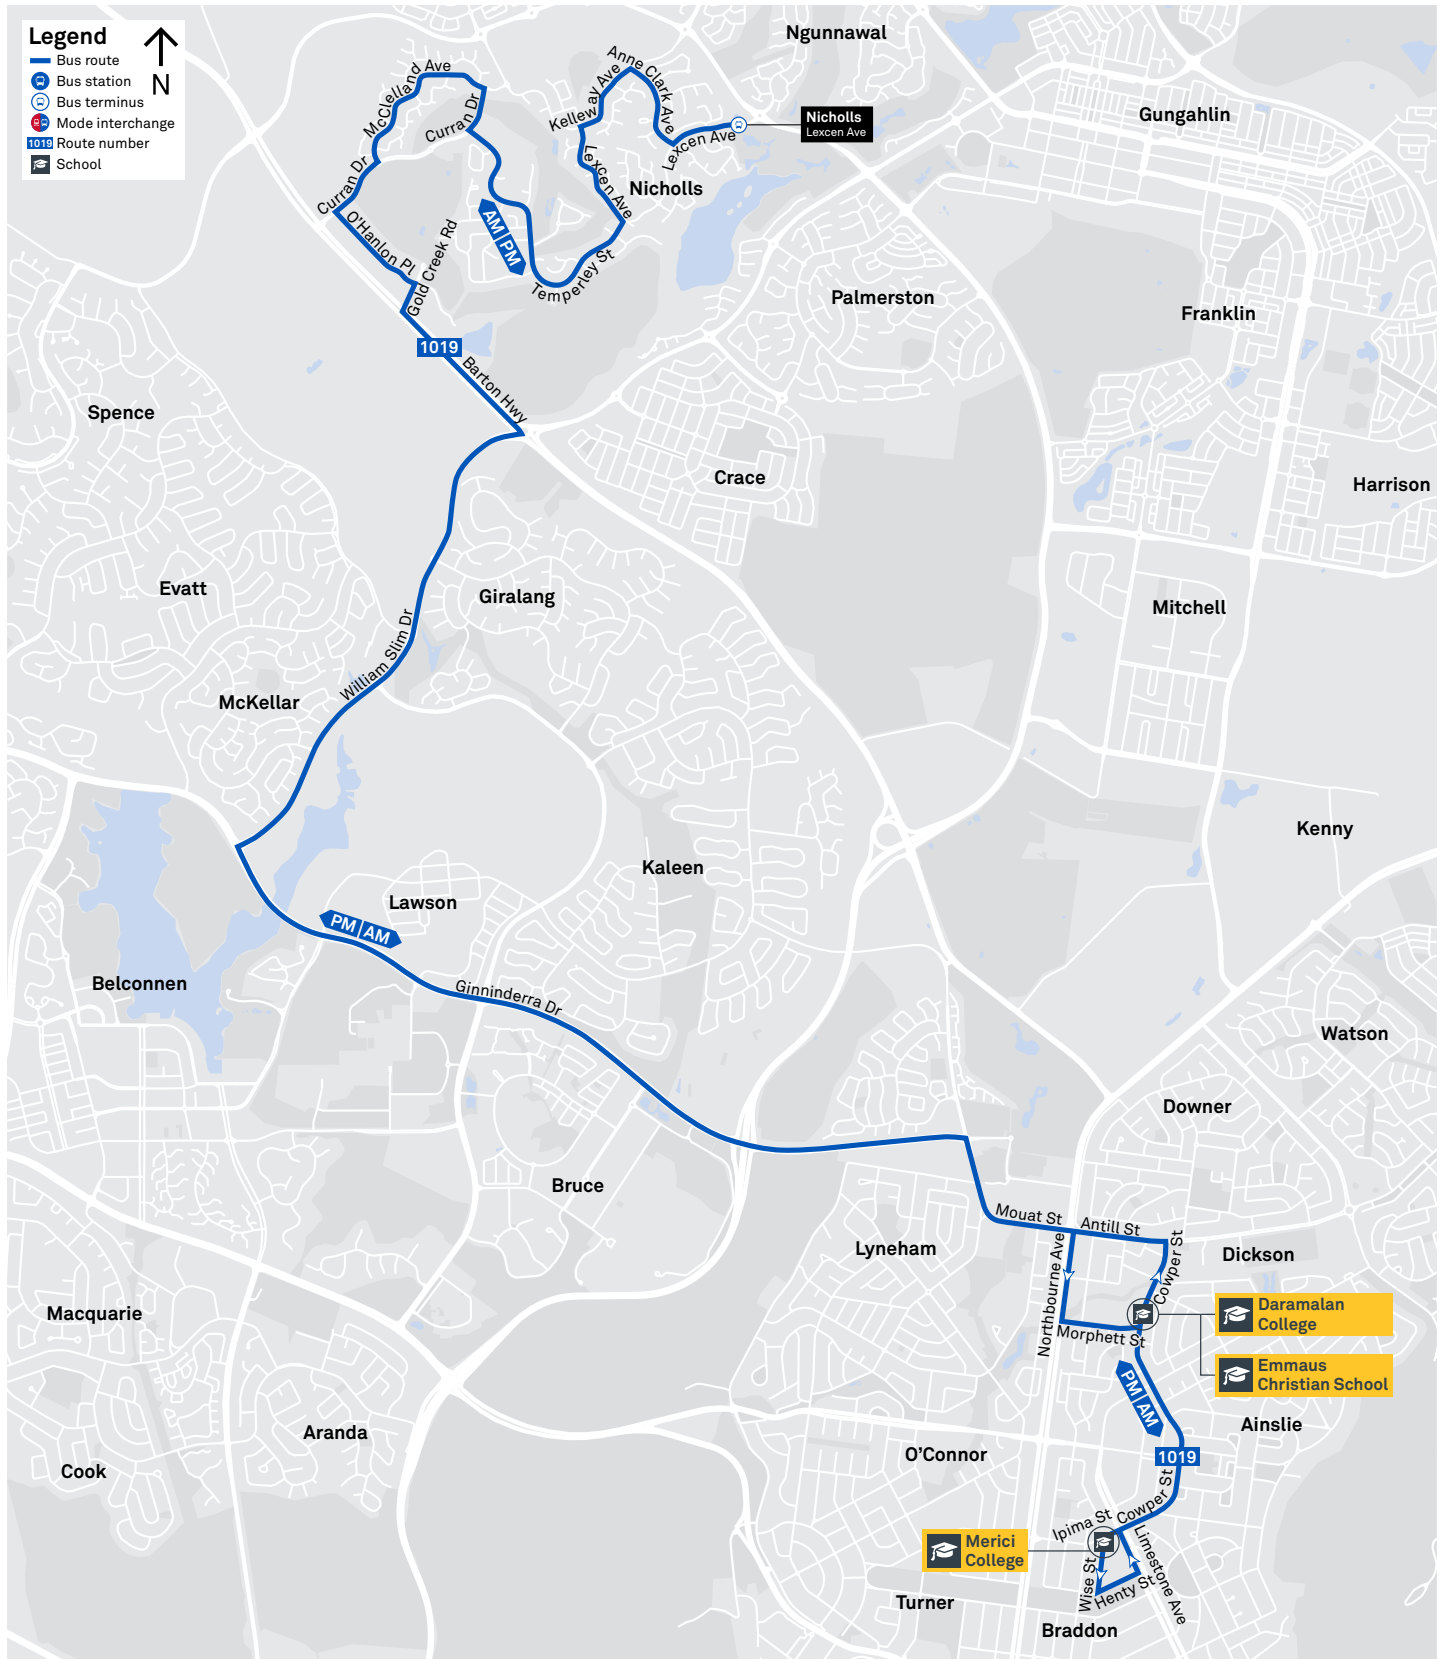 Legend
N
Bus route
Bus station
Bus terminus
Mode interchange
1019 Route number
School
Ngunnawal
Gungahlin
McClelland Ave
Curran Dr
Curran Dr
O'Hanlon Pl
Gold Creek Rd
AM PM
Anne Clark Ave
Kelleway Ave
Lexcen Ave
Lexcen Ave
Temperley St
Nicholls
Lexcen Ave
Nicholls
Palmerston
Franklin
1019
Barton Hwy
Spence
Crace
Harrison
Evatt
Giralang
Mitchell
William Slim Dr
McKellar
Kenny
Kaleen
Lawson
PM AM
Belconnen
Ginninderra Dr
Watson
Downer
Bruce
Mouat St
Antill St
Lyneham
Northbourne Ave
Cowper St
Dickson
Macquarie
Morphett St
Daramalan
College
Emmaus
Christian School
PM AM
Aranda
Ainslie
O'Connor
1019
Cook
Cowper St
Ipima St
Merici
College
Limestone Ave
Wise St
Henty St
Turner
Braddon